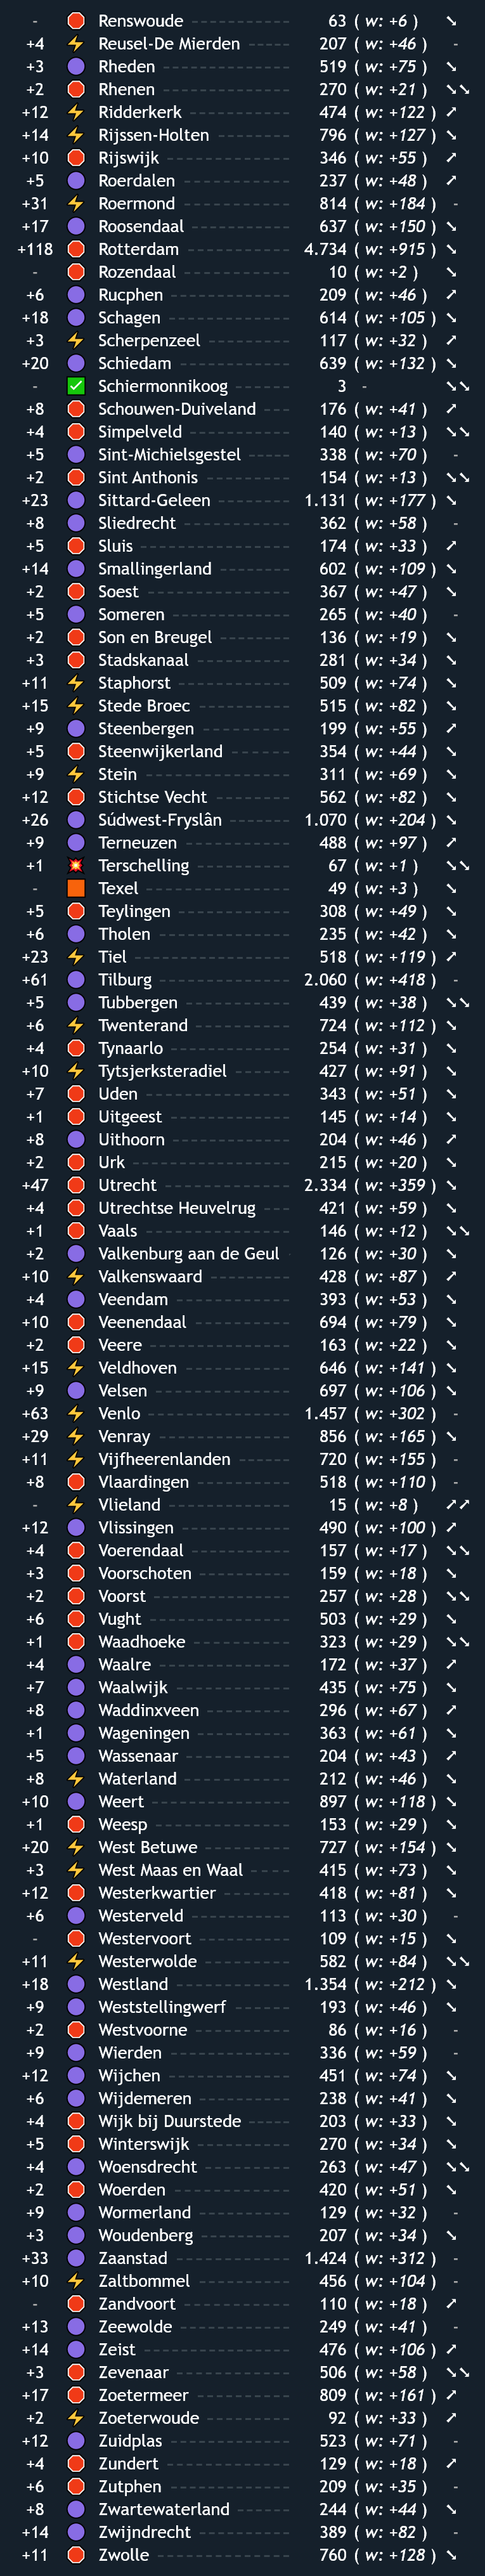 - 🛑 Renswoude 63 ( w: +6 ) ➘
+4 ⚡ Reusel-De Mierden 207 ( w: +46 ) -
+3 🟣 Rheden 519 ( w: +75 ) ➘
+2 🛑 Rhenen 270 ( w: +21 ) ➘➘
+12 ⚡ Ridderkerk 474 ( w: +122 ) ➚
+14 ⚡ Rijssen-Holten 796 ( w: +127 ) ➘
+10 🛑 Rijswijk 346 ( w: +55 ) ➚
+5 🟣 Roerdalen 237 ( w: +48 ) ➚
+31 ⚡ Roermond 814 ( w: +184 ) -
+17 🟣 Roosendaal 637 ( w: +150 ) ➘
+118 🛑 Rotterdam 4.734 ( w: +915 ) ➘
- 🛑 Rozendaal 10 ( w: +2 ) ➘
+6 🟣 Rucphen 209 ( w: +46 ) ➚
+18 🟣 Schagen 614 ( w: +105 ) ➘
+3 ⚡ Scherpenzeel 117 ( w: +32 ) ➚
+20 🟣 Schiedam 639 ( w: +132 ) ➘
- ✅ Schiermonnikoog 3 - ➘➘
+8 🛑 Schouwen-Duiveland 176 ( w: +41 ) ➚
+4 🛑 Simpelveld 140 ( w: +13 ) ➘➘
+5 🟣 Sint-Michielsgestel 338 ( w: +70 ) -
+2 🛑 Sint Anthonis 154 ( w: +13 ) ➘➘
+23 🟣 Sittard-Geleen 1.131 ( w: +177 ) ➘
+8 🟣 Sliedrecht 362 ( w: +58 ) -
+5 🛑 Sluis 174 ( w: +33 ) ➚
+14 🟣 Smallingerland 602 ( w: +109 ) ➘
+2 🛑 Soest 367 ( w: +47 ) ➘
+5 🟣 Someren 265 ( w: +40 ) -
+2 🛑 Son en Breugel 136 ( w: +19 ) ➘
+3 🛑 Stadskanaal 281 ( w: +34 ) ➘
+11 ⚡ Staphorst 509 ( w: +74 ) ➘
+15 ⚡ Stede Broec 515 ( w: +82 ) ➘
+9 🟣 Steenbergen 199 ( w: +55 ) ➚
+5 🛑 Steenwijkerland 354 ( w: +44 ) ➘
+9 ⚡ Stein 311 ( w: +69 ) ➘
+12 🛑 Stichtse Vecht 562 ( w: +82 ) ➘
+26 🟣 Súdwest-Fryslân 1.070 ( w: +204 ) ➘
+9 🟣 Terneuzen 488 ( w: +97 ) ➚
+1 💥 Terschelling 67 ( w: +1 ) ➘➘
- 🟧 Texel 49 ( w: +3 ) ➘
+5 🛑 Teylingen 308 ( w: +49 ) ➘
+6 🟣 Tholen 235 ( w: +42 ) ➘
+23 ⚡ Tiel 518 ( w: +119 ) ➚
+61 🟣 Tilburg 2.060 ( w: +418 ) -
+5 🟣 Tubbergen 439 ( w: +38 ) ➘➘
+6 ⚡ Twenterand 724 ( w: +112 ) ➘
+4 🛑 Tynaarlo 254 ( w: +31 ) ➘
+10 ⚡ Tytsjerksteradiel 427 ( w: +91 ) ➘
+7 🛑 Uden 343 ( w: +51 ) ➘
+1 🛑 Uitgeest 145 ( w: +14 ) ➘
+8 🟣 Uithoorn 204 ( w: +46 ) ➚
+2 🛑 Urk 215 ( w: +20 ) ➘
+47 🛑 Utrecht 2.334 ( w: +359 ) ➘
+4 🛑 Utrechtse Heuvelrug 421 ( w: +59 ) ➘
+1 🛑 Vaals 146 ( w: +12 ) ➘➘
+2 🟣 Valkenburg aan de Geul 126 ( w: +30 ) ➘
+10 ⚡ Valkenswaard 428 ( w: +87 ) ➚
+4 🟣 Veendam 393 ( w: +53 ) ➘
+10 🛑 Veenendaal 694 ( w: +79 ) ➘
+2 🛑 Veere 163 ( w: +22 ) ➘
+15 ⚡ Veldhoven 646 ( w: +141 ) ➘
+9 🟣 Velsen 697 ( w: +106 ) ➘
+63 ⚡ Venlo 1.457 ( w: +302 ) -
+29 ⚡ Venray 856 ( w: +165 ) ➘
+11 ⚡ Vijfheerenlanden 720 ( w: +155 ) -
+8 🛑 Vlaardingen 518 ( w: +110 ) -
- ⚡ Vlieland 15 ( w: +8 ) ➚➚
+12 🟣 Vlissingen 490 ( w: +100 ) ➚
+4 🛑 Voerendaal 157 ( w: +17 ) ➘➘
+3 🛑 Voorschoten 159 ( w: +18 ) ➘
+2 🛑 Voorst 257 ( w: +28 ) ➘➘
+6 🛑 Vught 503 ( w: +29 ) ➘
+1 🛑 Waadhoeke 323 ( w: +29 ) ➘➘
+4 🟣 Waalre 172 ( w: +37 ) ➚
+7 🟣 Waalwijk 435 ( w: +75 ) ➘
+8 🟣 Waddinxveen 296 ( w: +67 ) ➚
+1 🟣 Wageningen 363 ( w: +61 ) ➘
+5 🟣 Wassenaar 204 ( w: +43 ) ➚
+8 ⚡ Waterland 212 ( w: +46 ) ➘
+10 🟣 Weert 897 ( w: +118 ) ➘
+1 🛑 Weesp 153 ( w: +29 ) ➘
+20 ⚡ West Betuwe 727 ( w: +154 ) ➘
+3 ⚡ West Maas en Waal 415 ( w: +73 ) ➘
+12 🛑 Westerkwartier 418 ( w: +81 ) ➘
+6 🟣 Westerveld 113 ( w: +30 ) -
- 🛑 Westervoort 109 ( w: +15 ) ➘
+11 ⚡ Westerwolde 582 ( w: +84 ) ➘➘
+18 🟣 Westland 1.354 ( w: +212 ) ➘
+9 🟣 Weststellingwerf 193 ( w: +46 ) ➘
+2 🛑 Westvoorne 86 ( w: +16 ) -
+9 🟣 Wierden 336 ( w: +59 ) -
+12 🟣 Wijchen 451 ( w: +74 ) ➘
+6 🟣 Wijdemeren 238 ( w: +41 ) ➘
+4 🛑 Wijk bij Duurstede 203 ( w: +33 ) ➘
+5 🛑 Winterswijk 270 ( w: +34 ) ➘
+4 🟣 Woensdrecht 263 ( w: +47 ) ➘➘
+2 🛑 Woerden 420 ( w: +51 ) ➘
+9 🟣 Wormerland 129 ( w: +32 ) -
+3 🟣 Woudenberg 207 ( w: +34 ) ➘
+33 🟣 Zaanstad 1.424 ( w: +312 ) -
+10 ⚡ Zaltbommel 456 ( w: +104 ) -
- 🛑 Zandvoort 110 ( w: +18 ) ➚
+13 🟣 Zeewolde 249 ( w: +41 ) -
+14 🟣 Zeist 476 ( w: +106 ) ➚
+3 🛑 Zevenaar 506 ( w: +58 ) ➘➘
+17 🛑 Zoetermeer 809 ( w: +161 ) ➚
+2 ⚡ Zoeterwoude 92 ( w: +33 ) ➚
+12 🟣 Zuidplas 523 ( w: +71 ) -
+4 🛑 Zundert 129 ( w: +18 ) ➚
+6 🛑 Zutphen 209 ( w: +35 ) -
+8 🟣 Zwartewaterland 244 ( w: +44 ) ➘
+14 🟣 Zwijndrecht 389 ( w: +82 ) -
+11 🛑 Zwolle 760 ( w: +128 ) ➘